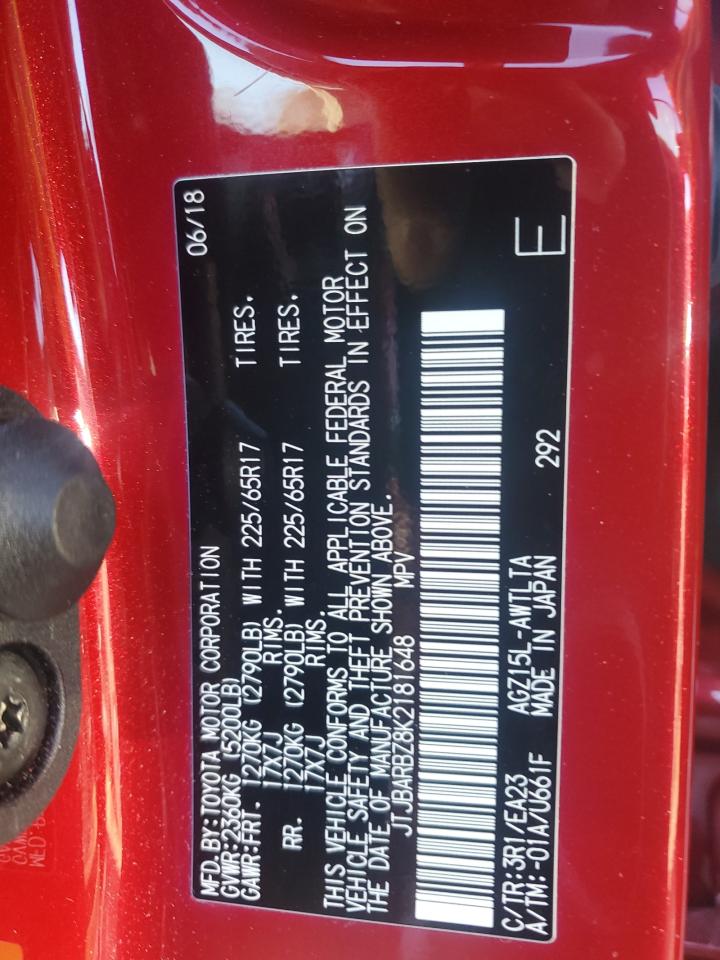 MFD.BY:TOYOTA MOTOR CORPORATION 06/18
GVWR:2360KG (5200LB)
GAWR:FRT. 1270KG (2790LB) WITH 225/65R17 TIRES.
17X7J RIMS.
RR. 1270KG (2790LB) WITH 225/65R17 TIRES.
17X7J RIMS.
THIS VEHICLE CONFORMS TO ALL APPLICABLE FEDERAL MOTOR
VEHICLE SAFETY AND THEFT PREVENTION STANDARDS IN EFFECT ON
THE DATE OF MANUFACTURE SHOWN ABOVE.
JTJBARBZ8K2181648 MPV
C/TR:3R1/EA23 AGZ15L-AWTLTA
A/TM:-01A/U661F MADE IN JAPAN 292 E